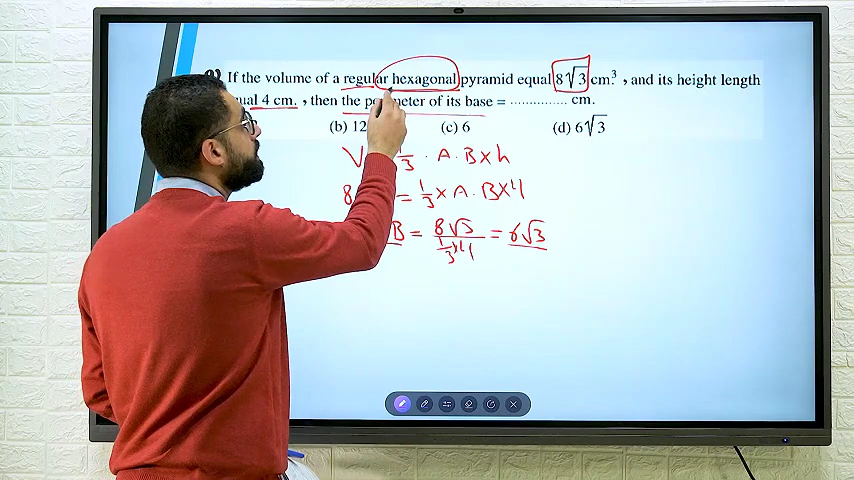 If the volume of a regular hexagonal pyramid equal 8√3 cm.³ , and its height length
equal 4 cm. , then the perimeter of its base = ............... cm.
(b) 12 (c) 6 (d) 6√3
V 1/3 . A.B x h
8 = 1/3 x A.B x 4
B = 8√3 / (1/3 x 4) = 6√3